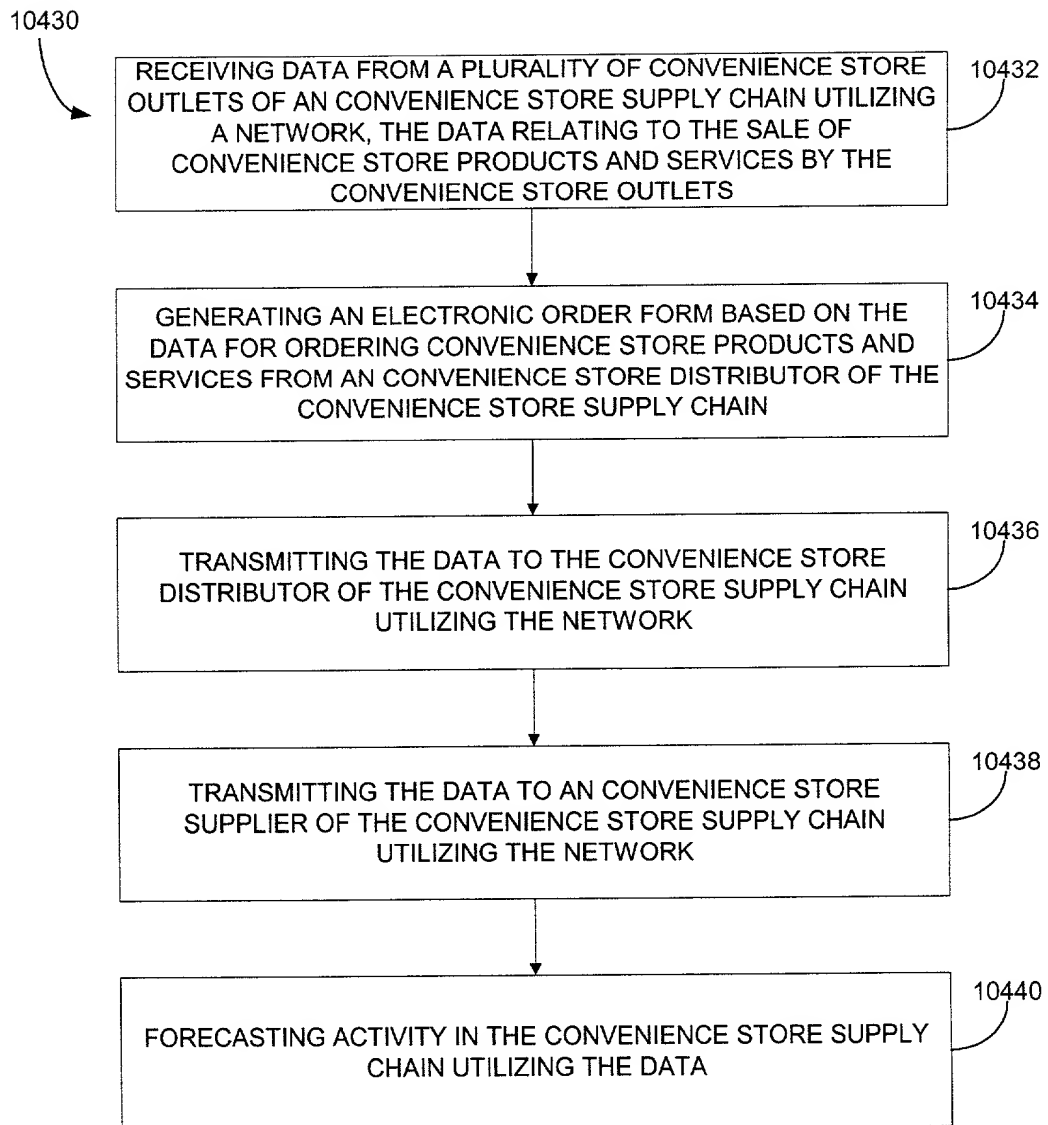 10430
RECEIVING DATA FROM A PLURALITY OF CONVENIENCE STORE
OUTLETS OF AN CONVENIENCE STORE SUPPLY CHAIN UTILIZING
A NETWORK, THE DATA RELATING TO THE SALE OF
CONVENIENCE STORE PRODUCTS AND SERVICES BY THE
CONVENIENCE STORE OUTLETS
10432
GENERATING AN ELECTRONIC ORDER FORM BASED ON THE
DATA FOR ORDERING CONVENIENCE STORE PRODUCTS AND
SERVICES FROM AN CONVENIENCE STORE DISTRIBUTOR OF THE
CONVENIENCE STORE SUPPLY CHAIN
10434
TRANSMITTING THE DATA TO THE CONVENIENCE STORE
DISTRIBUTOR OF THE CONVENIENCE STORE SUPPLY CHAIN
UTILIZING THE NETWORK
10436
TRANSMITTING THE DATA TO AN CONVENIENCE STORE
SUPPLIER OF THE CONVENIENCE STORE SUPPLY CHAIN
UTILIZING THE NETWORK
10438
FORECASTING ACTIVITY IN THE CONVENIENCE STORE SUPPLY
CHAIN UTILIZING THE DATA
10440